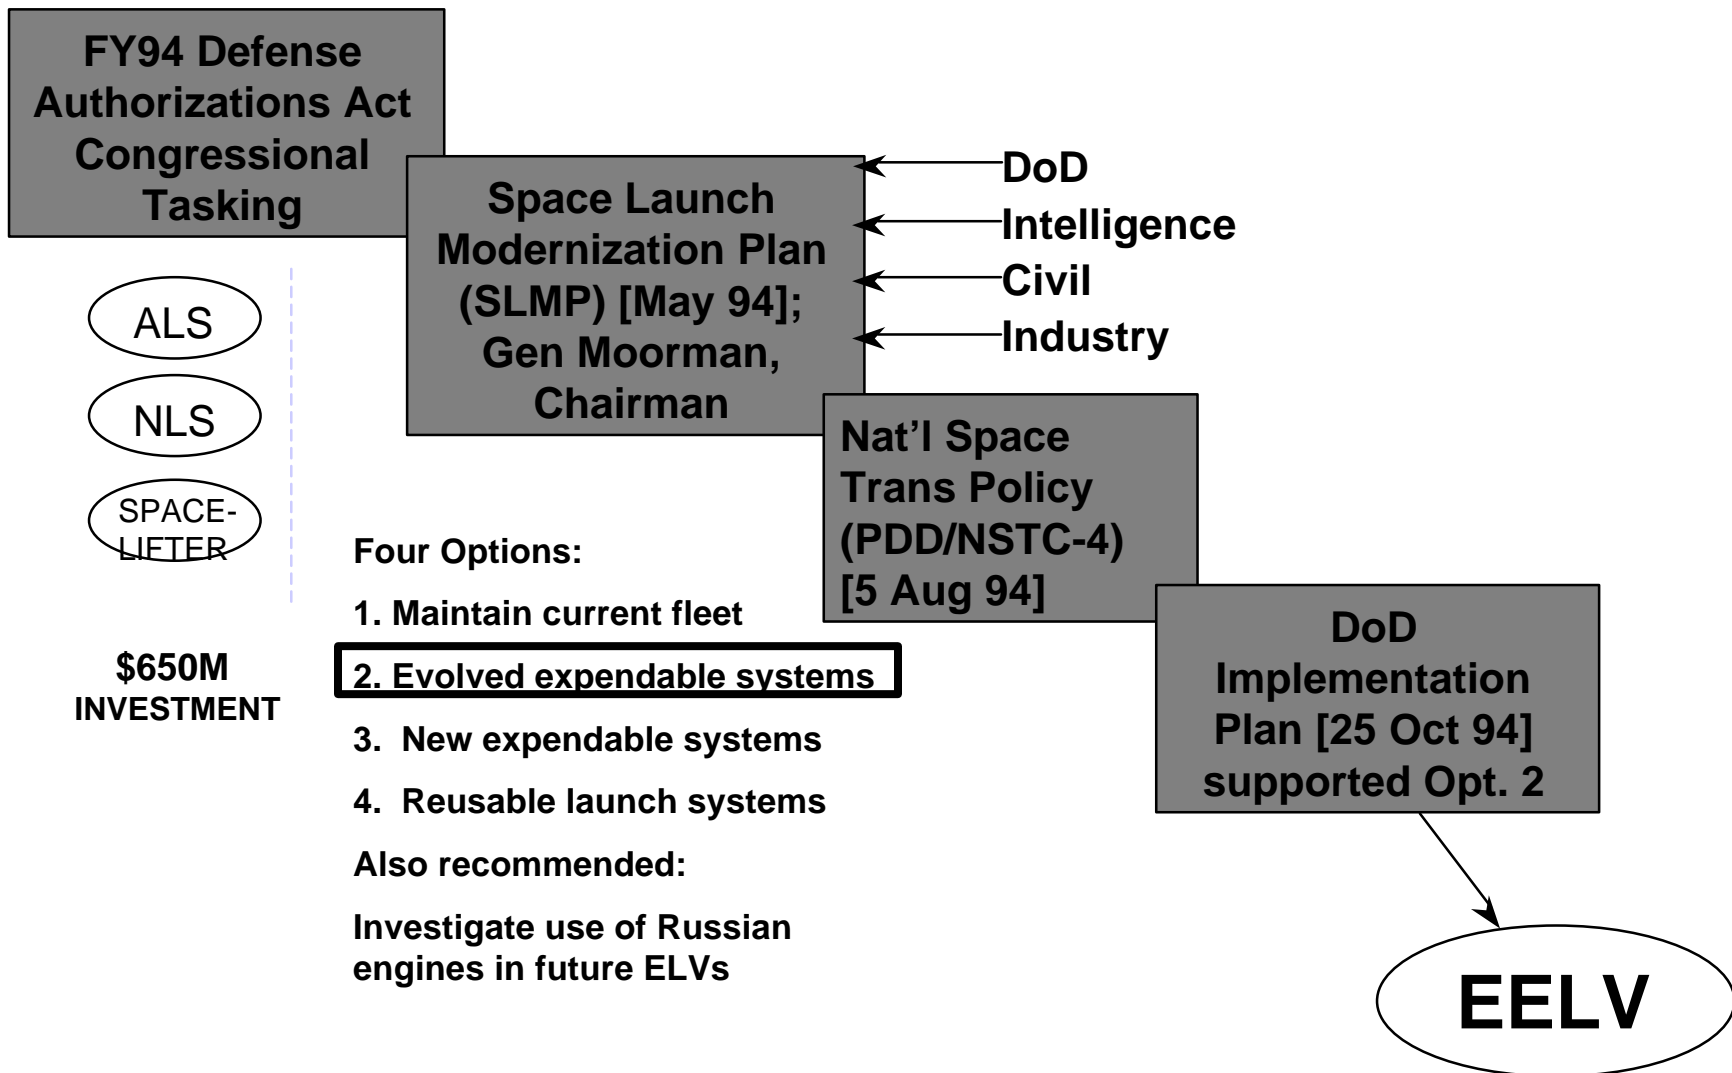 FY94 Defense
Authorizations Act
Congressional
Tasking
Space Launch
Modernization Plan
(SLMP) [May 94];
Gen Moorman,
Chairman
DoD
Intelligence
Civil
Industry
ALS
NLS
SPACE-
LIFTER
$650M
INVESTMENT
Nat’l Space
Trans Policy
(PDD/NSTC-4)
[5 Aug 94]
Four Options:
1. Maintain current fleet
2. Evolved expendable systems
3. New expendable systems
4. Reusable launch systems
Also recommended:
Investigate use of Russian
engines in future ELVs
DoD
Implementation
Plan [25 Oct 94]
supported Opt. 2
EELV